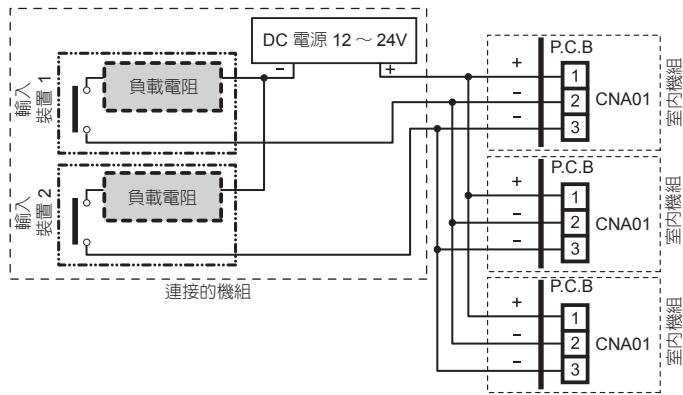 DC 電源 12 ～ 24V
－ +
輸入
裝置 1
負載電阻
輸入
裝置 2
負載電阻
連接的機組
P.C.B
+ 1
－ 2
－ 3
CNA01
室內機組
P.C.B
+ 1
－ 2
－ 3
CNA01
室內機組
P.C.B
+ 1
－ 2
－ 3
CNA01
室內機組